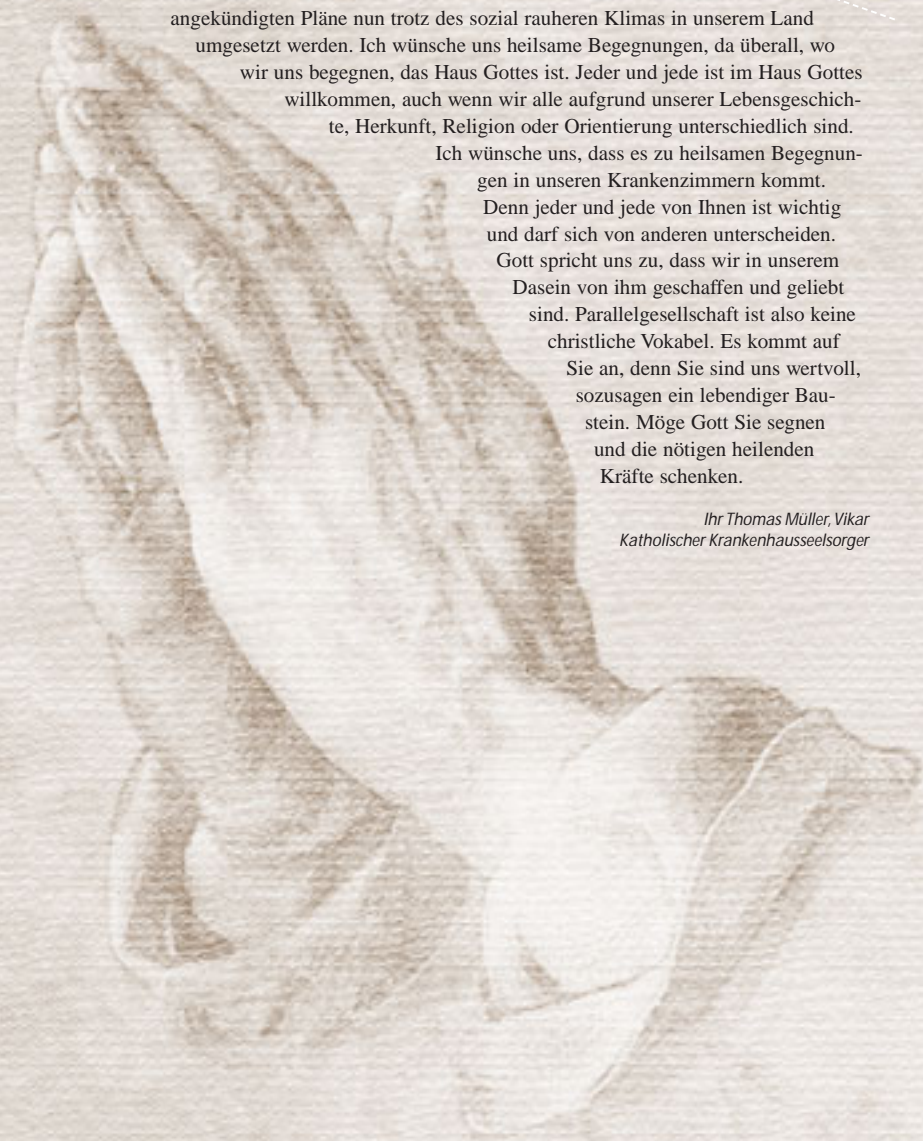 angekündigten Pläne nun trotz des sozial rauheren Klimas in unserem Land
umgesetzt werden. Ich wünsche uns heilsame Begegnungen, da überall, wo
wir uns begegnen, das Haus Gottes ist. Jeder und jede ist im Haus Gottes
willkommen, auch wenn wir alle aufgrund unserer Lebensgeschich-
te, Herkunft, Religion oder Orientierung unterschiedlich sind.
Ich wünsche uns, dass es zu heilsamen Begegnun-
gen in unseren Krankenzimmern kommt.
Denn jeder und jede von Ihnen ist wichtig
und darf sich von anderen unterscheiden.
Gott spricht uns zu, dass wir in unserem
Dasein von ihm geschaffen und geliebt
sind. Parallelgesellschaft ist also keine
christliche Vokabel. Es kommt auf
Sie an, denn Sie sind uns wertvoll,
sozusagen ein lebendiger Bau-
stein. Möge Gott Sie segnen
und die nötigen heilenden
Kräfte schenken.
Ihr Thomas Müller, Vikar
Katholischer Krankenhausseelsorger